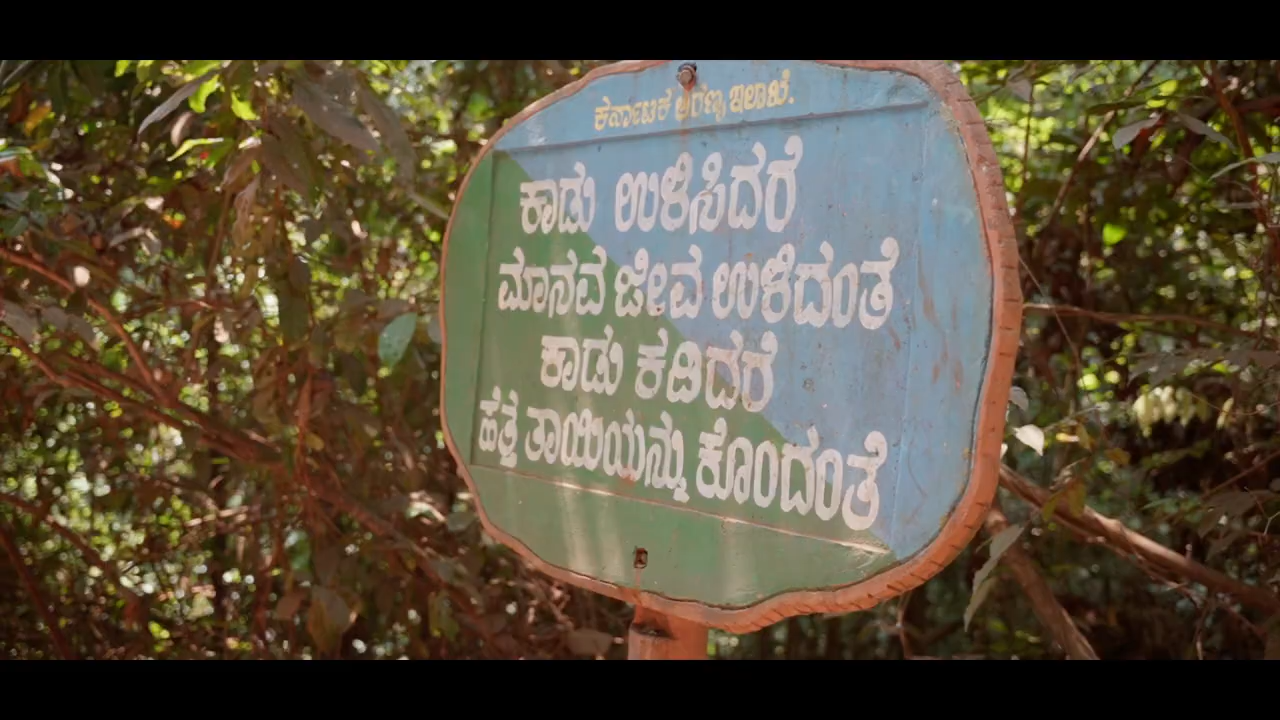 ಕರ್ನಾಟಕ ಅರಣ್ಯ ಇಲಾಖೆ.
ಕಾಡು ಉಳಿಸಿದರೆ
ಮಾನವ ಜೀವ ಉಳಿದಂತೆ
ಕಾಡು ಕಡಿದರೆ
ಹೆತ್ತ ತಾಯಿಯನ್ನು ಕೊಂದಂತೆ